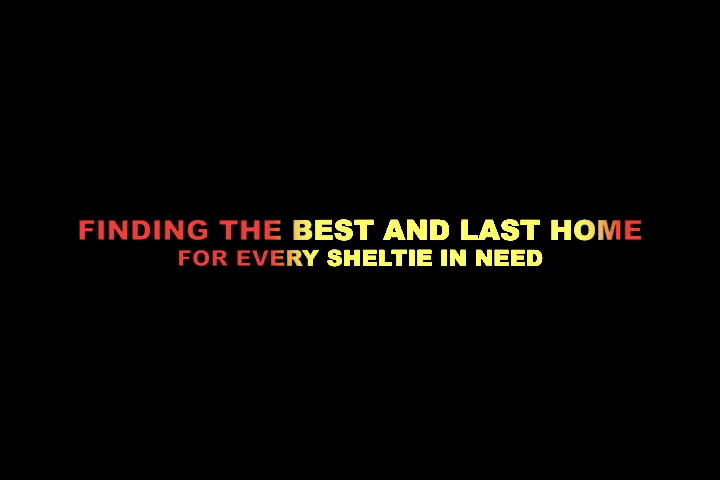 FINDING THE BEST AND LAST HOME
FOR EVERY SHELTIE IN NEED